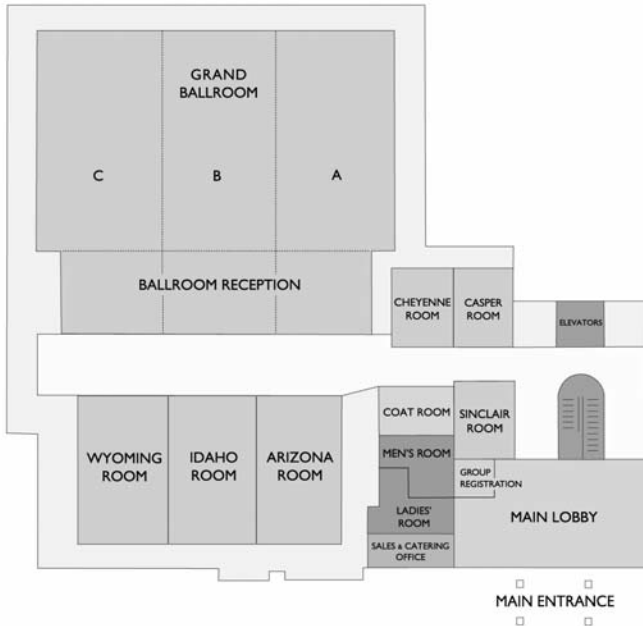 GRAND
BALLROOM
C
B
A
BALLROOM RECEPTION
CHEYENNE
ROOM
CASPER
ROOM
ELEVATORS
COAT ROOM
SINCLAIR
ROOM
MEN'S ROOM
WYOMING
ROOM
IDAHO
ROOM
ARIZONA
ROOM
GROUP
REGISTRATION
LADIES'
ROOM
MAIN LOBBY
SALES & CATERING
OFFICE
MAIN ENTRANCE